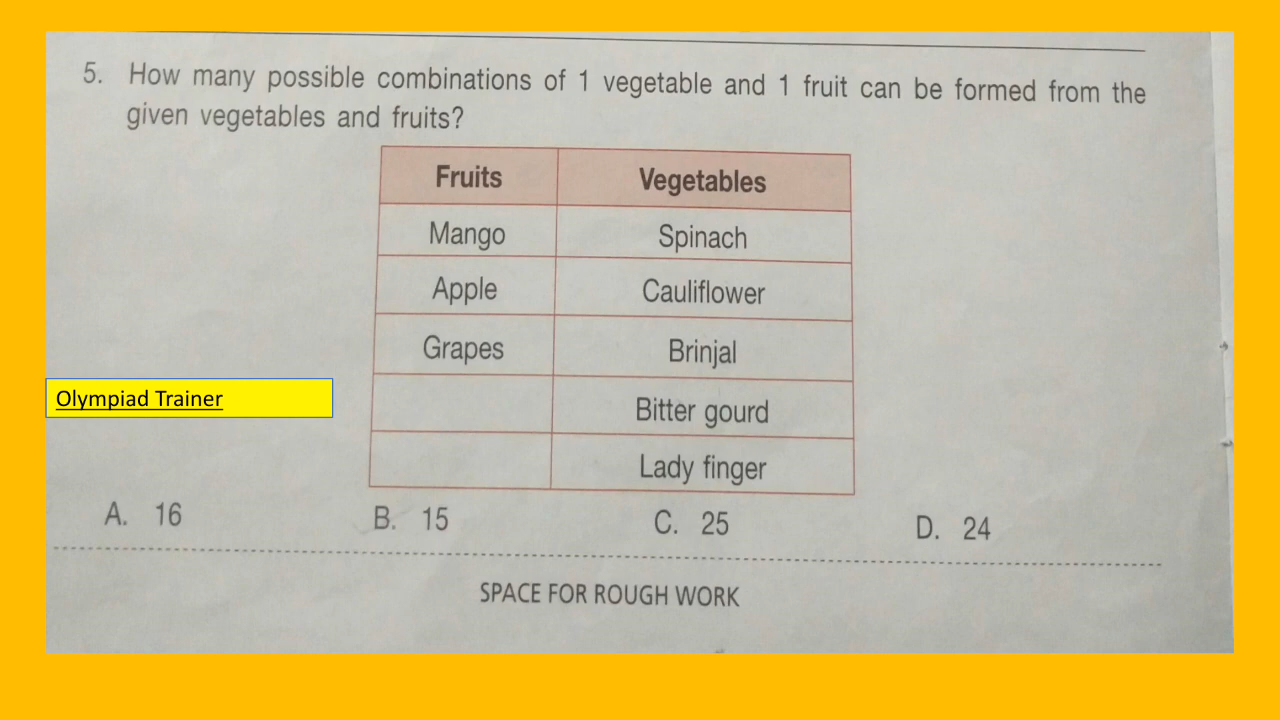 5. How many possible combinations of 1 vegetable and 1 fruit can be formed from the
given vegetables and fruits?
Fruits Vegetables
Mango Spinach
Apple Cauliflower
Grapes Brinjal
Bitter gourd
Lady finger
Olympiad Trainer
A. 16 B. 15 C. 25 D. 24
SPACE FOR ROUGH WORK